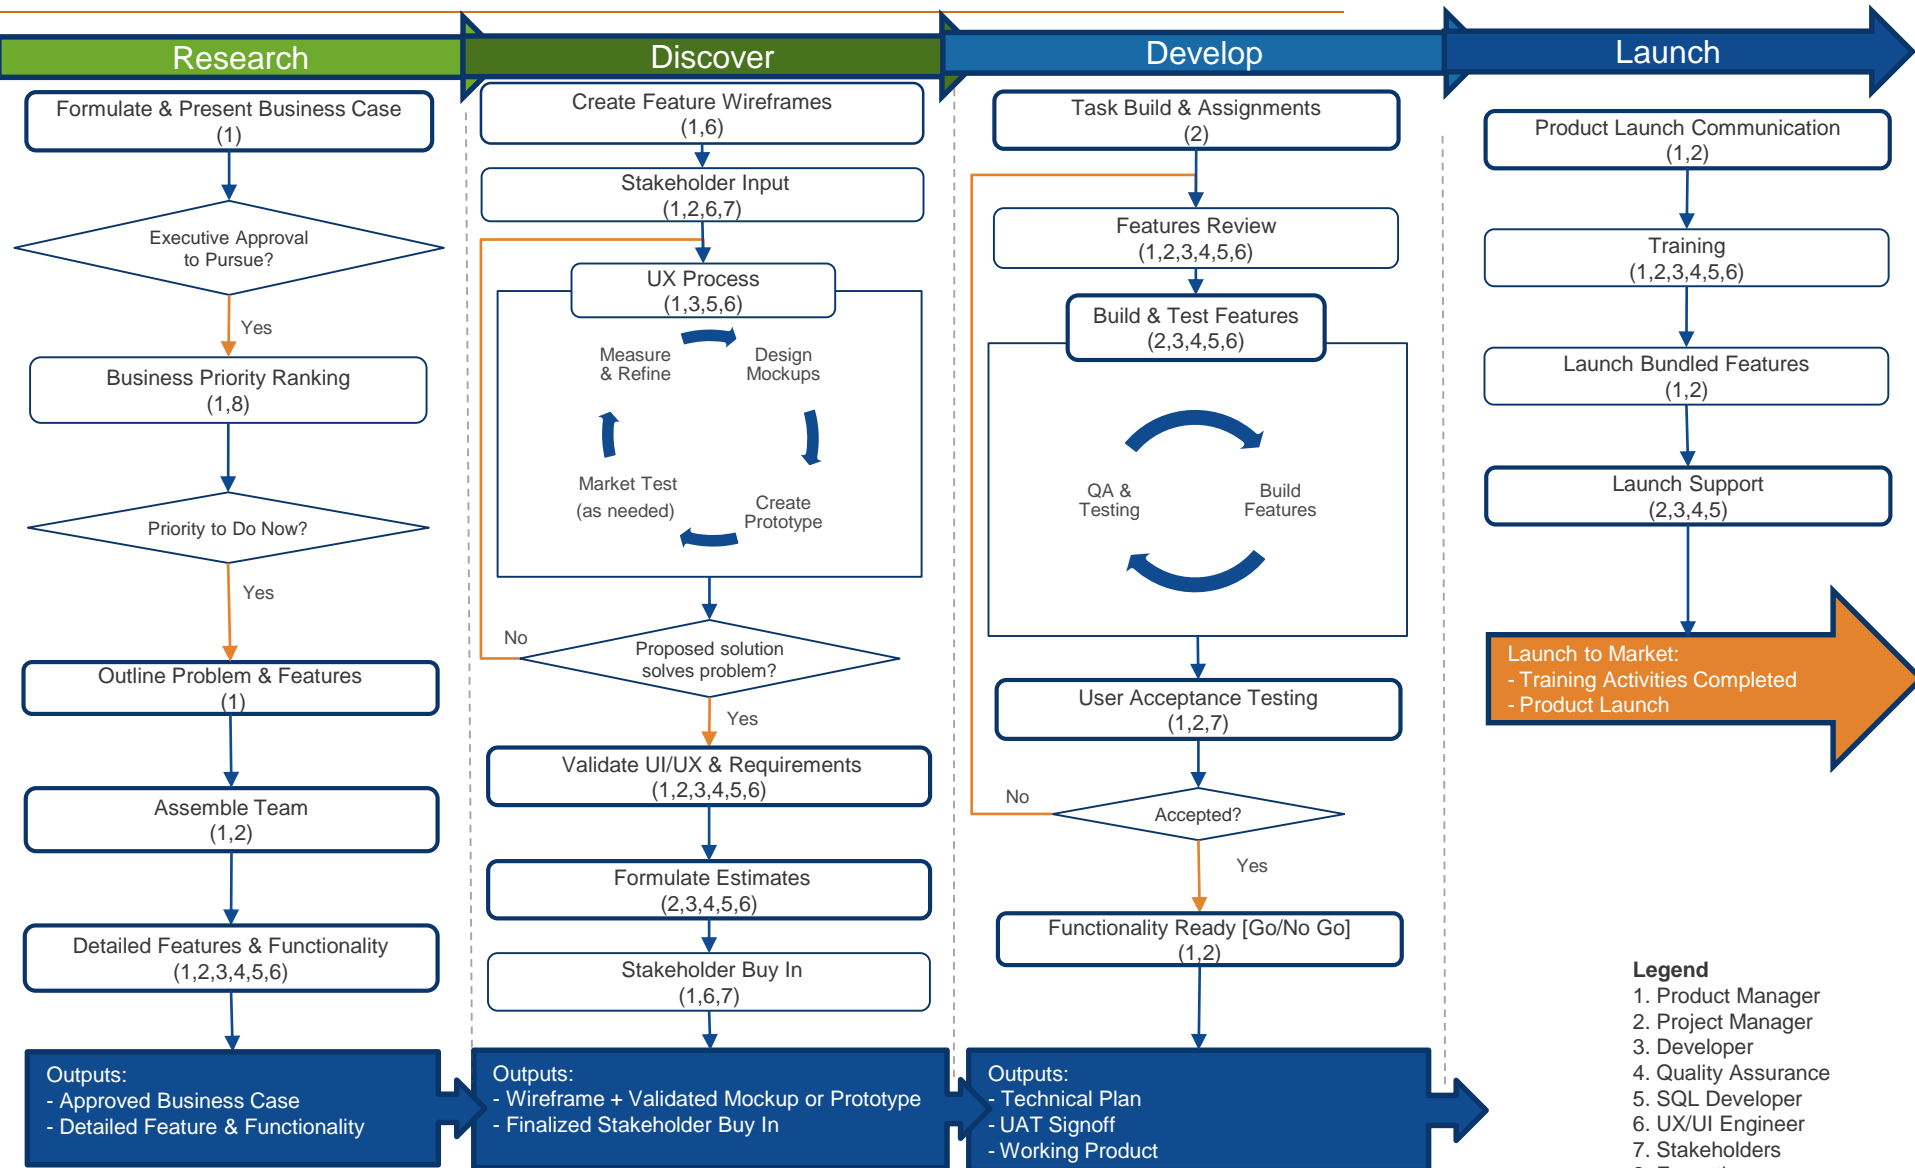 Research
Discover
Develop
Launch
Formulate & Present Business Case
(1)
Executive Approval
to Pursue?
Yes
Business Priority Ranking
(1,8)
Priority to Do Now?
Yes
Outline Problem & Features
(1)
Assemble Team
(1,2)
Detailed Features & Functionality
(1,2,3,4,5,6)
Outputs:
- Approved Business Case
- Detailed Feature & Functionality
Create Feature Wireframes
(1,6)
Stakeholder Input
(1,2,6,7)
UX Process
(1,3,5,6)
Measure
& Refine
Design
Mockups
Market Test
(as needed)
Create
Prototype
No
Proposed solution
solves problem?
Yes
Validate UI/UX & Requirements
(1,2,3,4,5,6)
Formulate Estimates
(2,3,4,5,6)
Stakeholder Buy In
(1,6,7)
Outputs:
- Wireframe + Validated Mockup or Prototype
- Finalized Stakeholder Buy In
Task Build & Assignments
(2)
Features Review
(1,2,3,4,5,6)
Build & Test Features
(2,3,4,5,6)
QA &
Testing
Build
Features
User Acceptance Testing
(1,2,7)
No
Accepted?
Yes
Functionality Ready [Go/No Go]
(1,2)
Outputs:
- Technical Plan
- UAT Signoff
- Working Product
Product Launch Communication
(1,2)
Training
(1,2,3,4,5,6)
Launch Bundled Features
(1,2)
Launch Support
(2,3,4,5)
Launch to Market:
- Training Activities Completed
- Product Launch
Legend
1. Product Manager
2. Project Manager
3. Developer
4. Quality Assurance
5. SQL Developer
6. UX/UI Engineer
7. Stakeholders